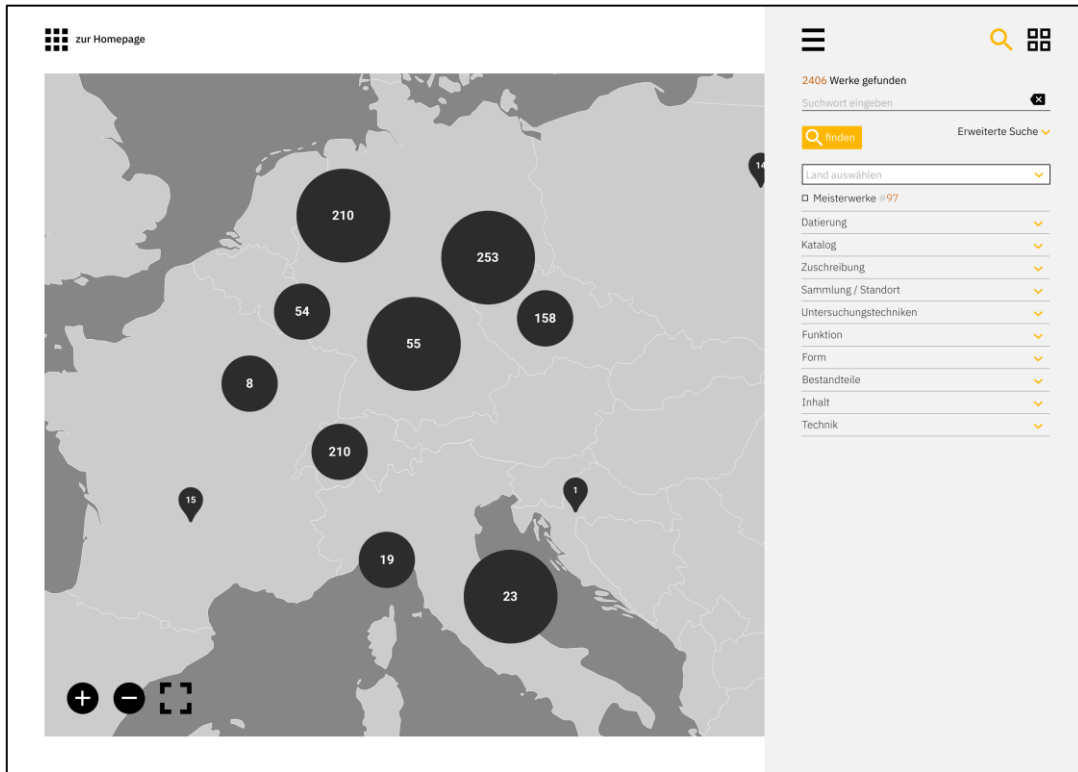 zur Homepage
2406 Werke gefunden
Suchwort eingeben
finden
Erweiterte Suche
Land auswählen
Meisterwerke #97
Datierung
Katalog
Zuschreibung
Sammlung / Standort
Untersuchungstechniken
Funktion
Form
Bestandteile
Inhalt
Technik
14
210
253
54
158
55
8
210
15
1
19
23